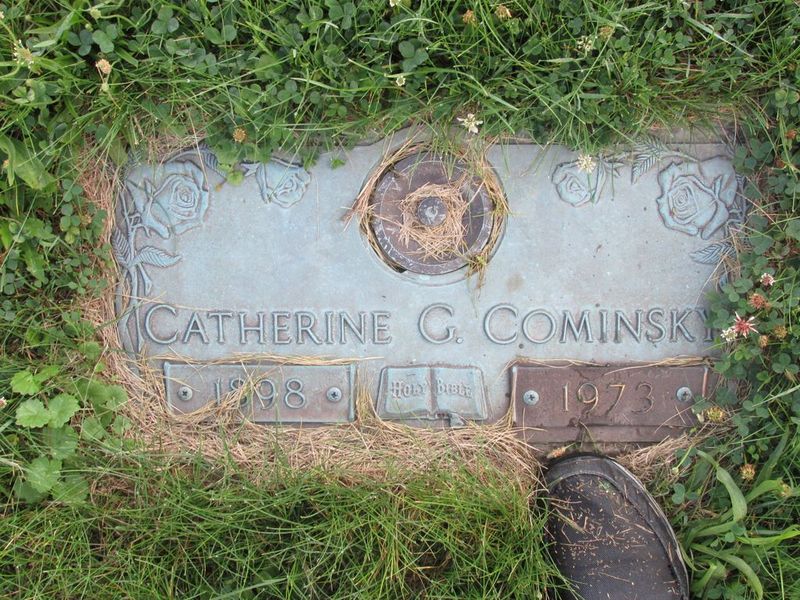 CATHERINE G. COMINSKY
1898 HOLY BIBLE 1973